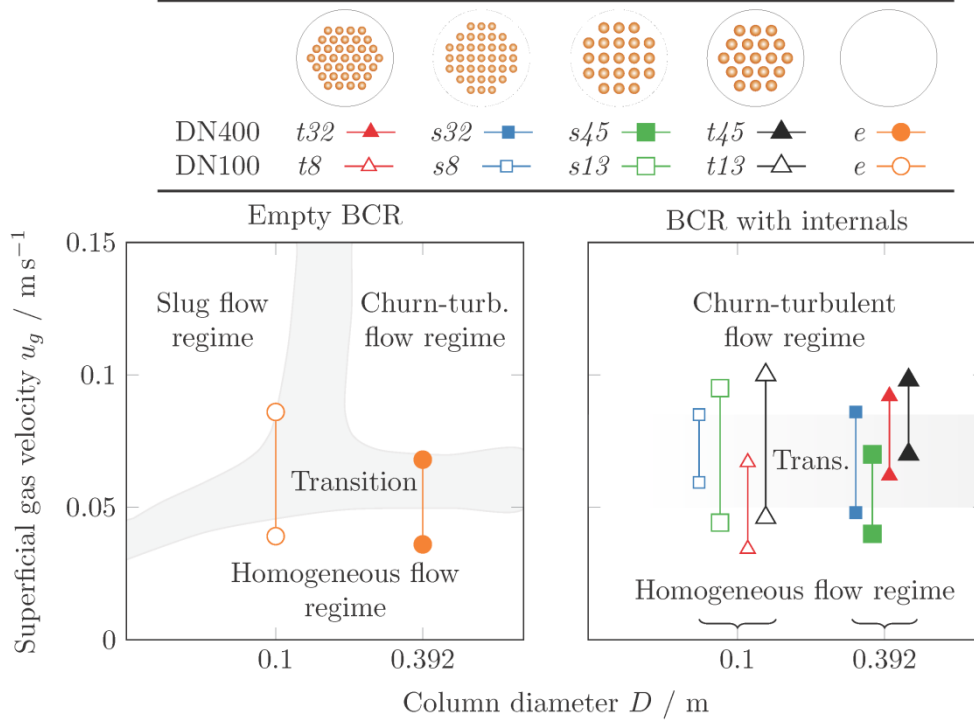 DN400 t32 s32 s45 t45 e
DN100 t8 s8 s13 t13 e
Empty BCR
BCR with internals
Superficial gas velocity u_g / m s⁻¹
0.15
0.1
0.05
0
Slug flow
regime
Churn-turb.
flow regime
Transition
Homogeneous flow
regime
0.1 0.392
Churn-turbulent
flow regime
Trans.
Homogeneous flow regime
0.1 0.392
Column diameter D / m